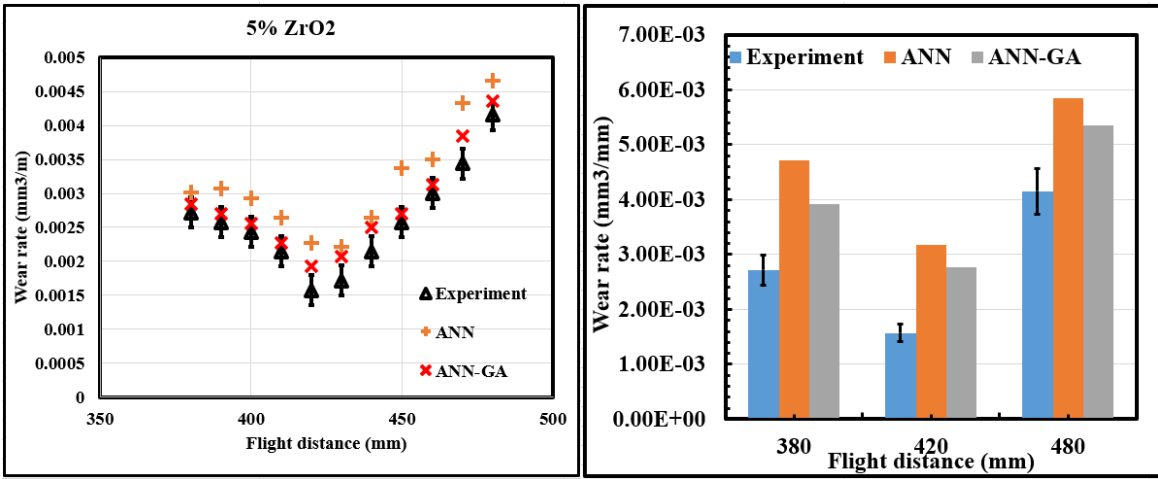 5% ZrO2
Wear rate (mm3/m)
0.005
0.0045
0.004
0.0035
0.003
0.0025
0.002
0.0015
0.001
0.0005
0
Experiment
ANN
ANN-GA
350
400
450
500
Flight distance (mm)
Wear rate (mm3/mm)
7.00E-03
6.00E-03
5.00E-03
4.00E-03
3.00E-03
2.00E-03
1.00E-03
0.00E+00
Experiment ANN ANN-GA
380
420
480
Flight distance (mm)